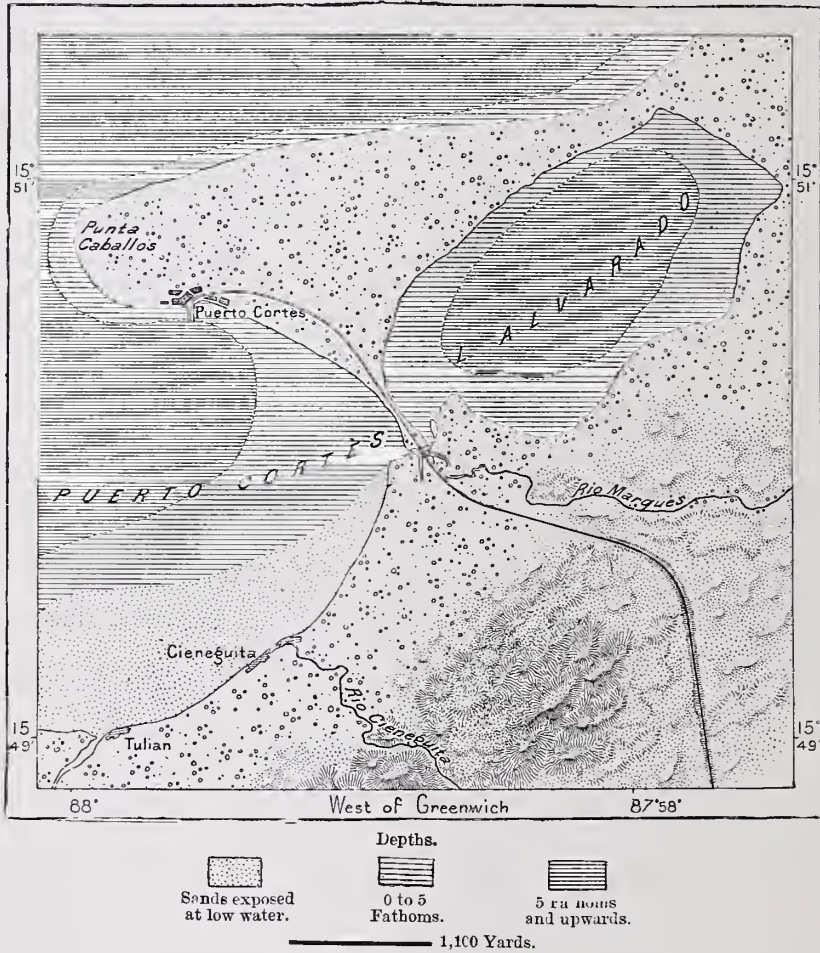 15°
51'
15°
51'
Punta
Caballos
Puerto Cortès
L. ALVARADO
PUERTO CORTES
Rio Marques
Cieneguita
Rio Cieneguita
Tulian
15°
49'
15°
49'
88°
West of Greenwich
87°58°
Depths.
Sands exposed
at low water.
0 to 5
Fathoms.
5
and upwards.
1,100 Yards.